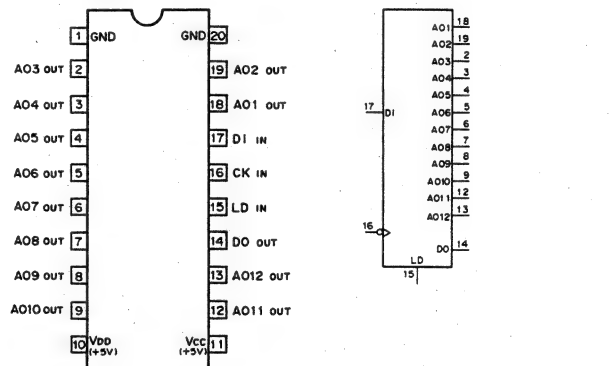 1 GND GND 20
AO3 OUT 2 19 AO2 OUT
AO4 OUT 3 18 AO1 OUT
AO5 OUT 4 17 DI IN
AO6 OUT 5 16 CK IN
AO7 OUT 6 15 LD IN
AO8 OUT 7 14 DO OUT
AO9 OUT 8 13 AO12 OUT
AO10 OUT 9 12 AO11 OUT
10 VDD (+5V) VCC (+5V) 11
AO1 18
AO2 19
AO3 2
AO4 3
AO5 4
17 DI AO6 5
AO7 6
AO8 7
AO9 8
AO10 9
AO11 12
AO12 13
16
DO 14
LD
15